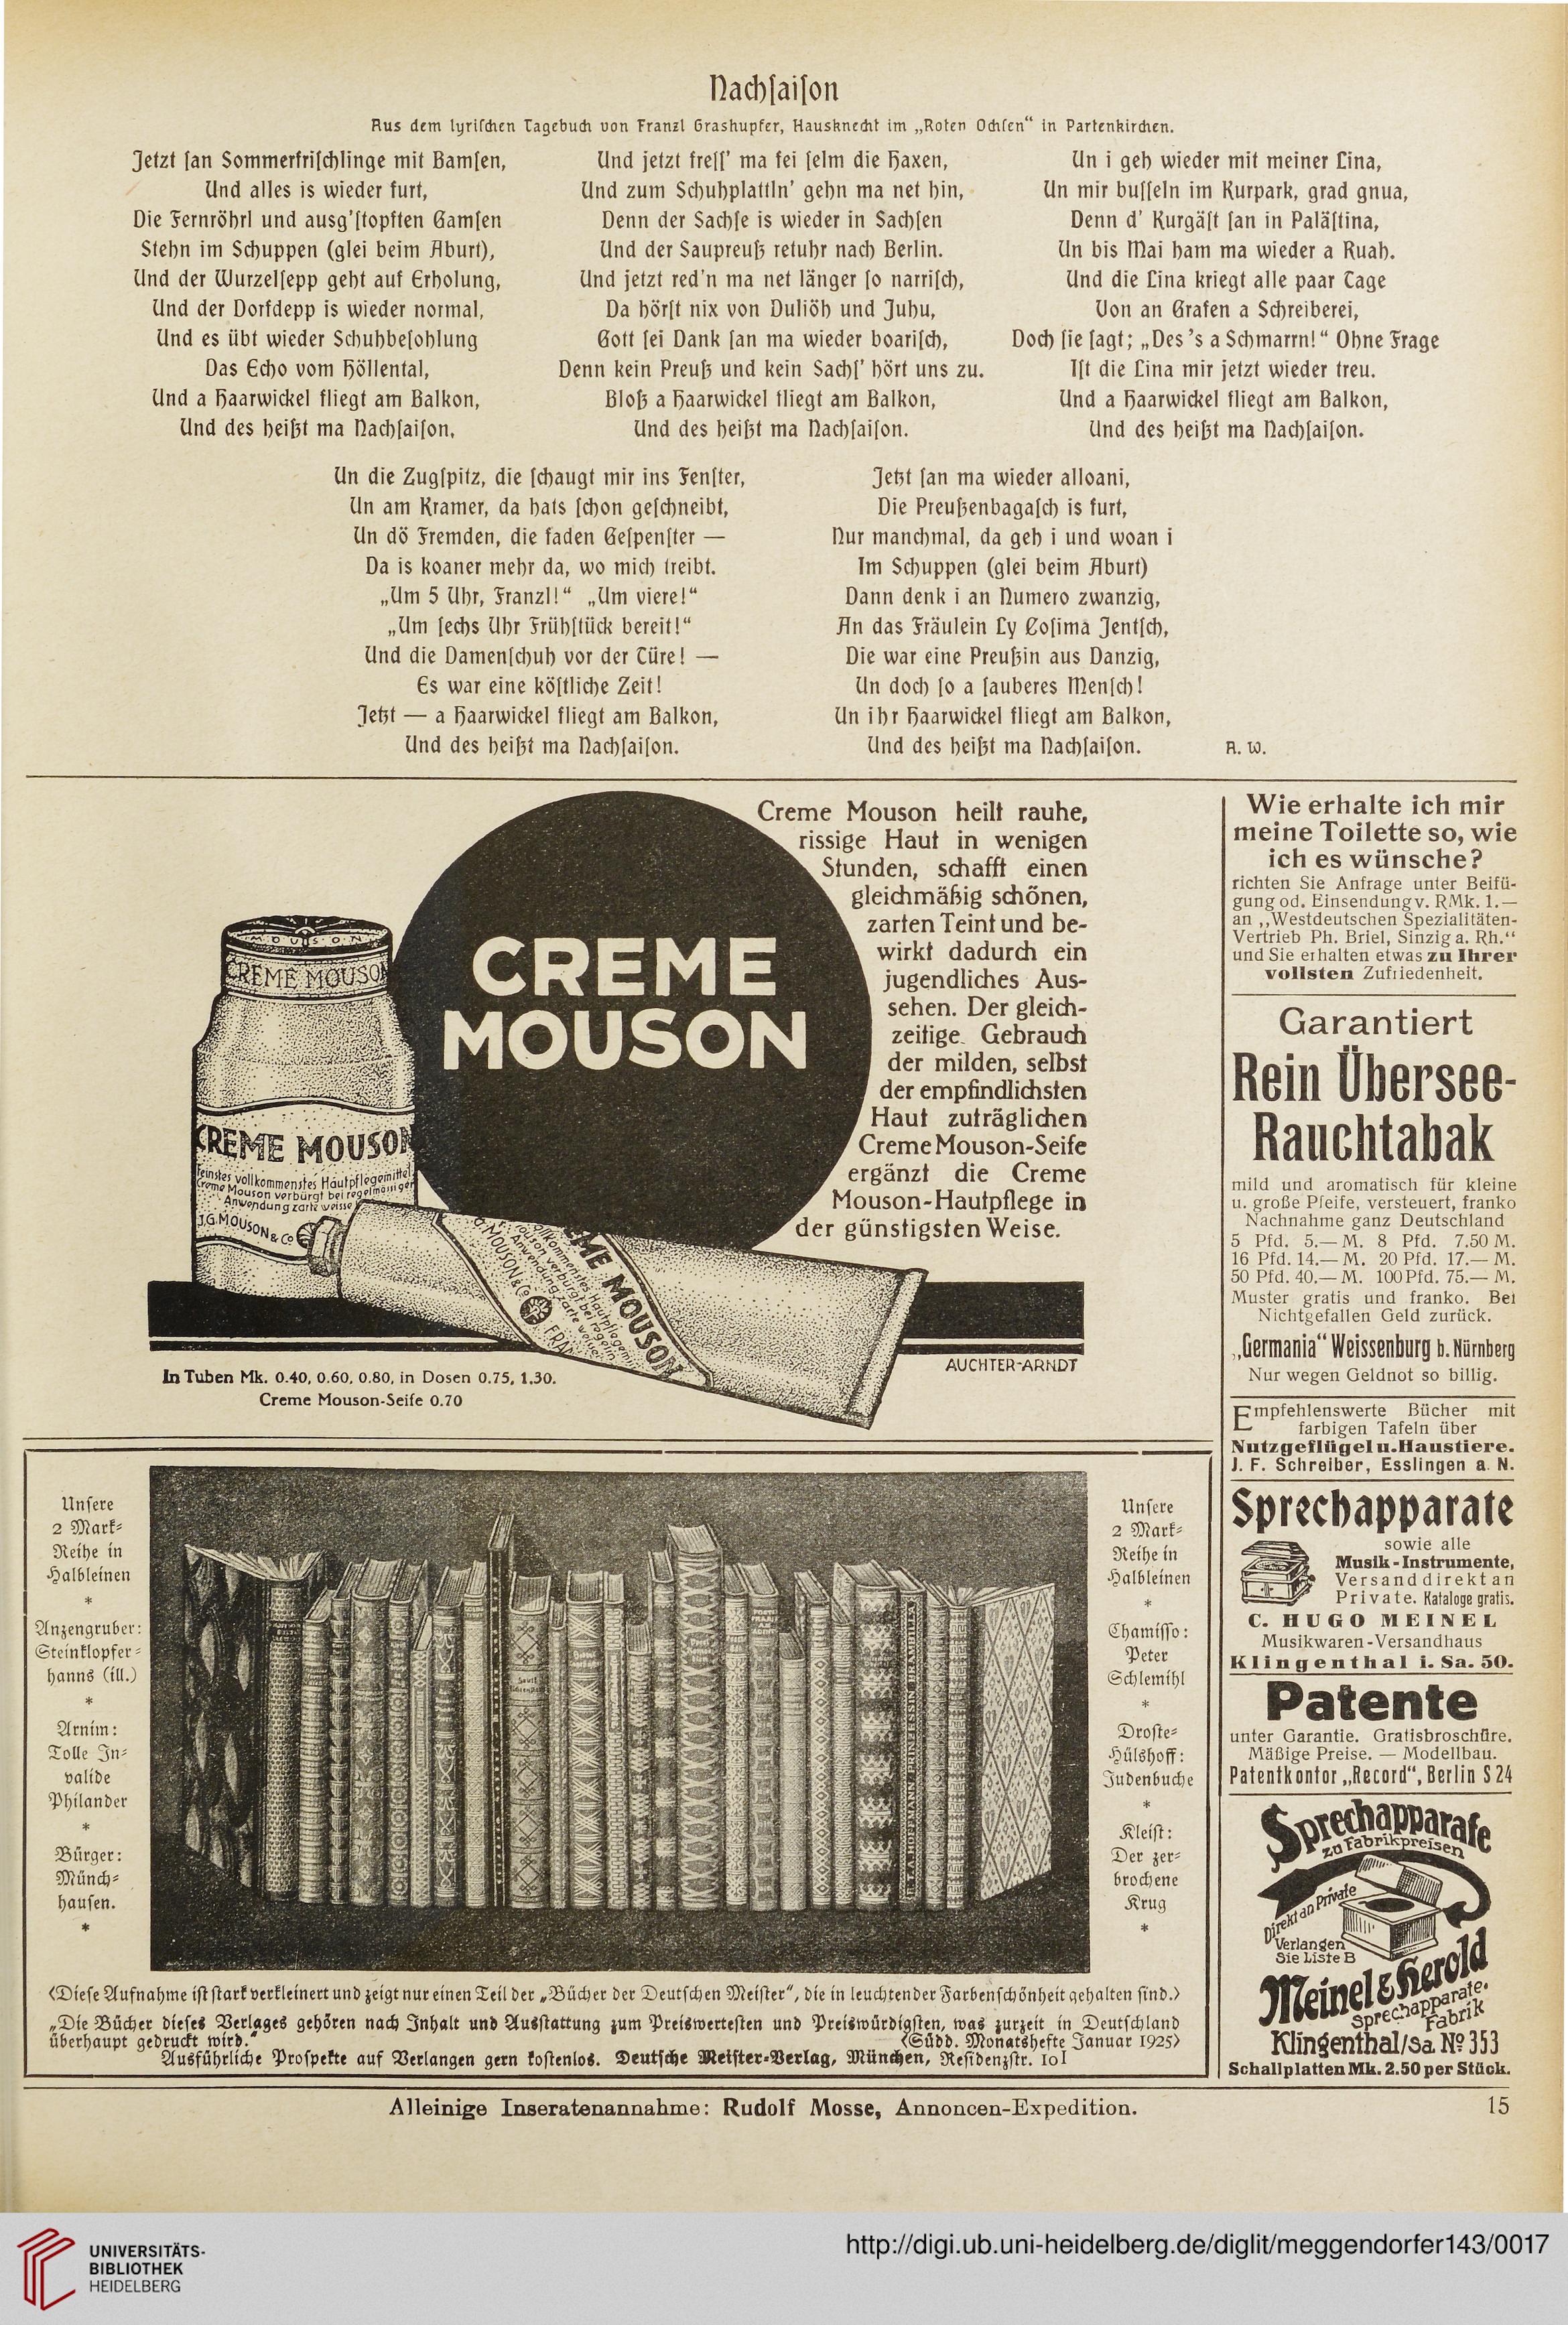 Nachſaiſon
Aus dem lyriſchen Tagebuch von Franzl Grashupfer, Hausknecht im „Roten Ochſen“ in Partenkirchen.
Jetzt ſan Sommerfriſchlinge mit Bamſen,
Und alles is wieder furt,
Die Fernröhrl und ausg'ſtopften Gamſen
Stehn im Schuppen (glei beim Aburt),
Und der Wurzelſepp geht auf Erholung,
Und der Dorfdepp is wieder normal,
Und es übt wieder Schuhbeſohlung
Das Echo vom Höllental,
Und a Haarwickel fliegt am Balkon,
Und des heißt ma Nachſaiſon,
Und jetzt freſſ' ma fei ſelm die Haxen,
Und zum Schuhplattln' gehn ma net hin,
Denn der Sachſe is wieder in Sachſen
Und der Saupreuß retuhr nach Berlin.
Und jetzt red'n ma net länger ſo narriſch,
Da hörſt nix von Duliöh und Juhu,
Gott ſei Dank ſan ma wieder boariſch,
Denn kein Preuß und kein Sachſ' hört uns zu.
Bloß a Haarwickel fliegt am Balkon,
Und des heißt ma Nachſaiſon.
Un i geh wieder mit meiner Lina,
Un mir buſſeln im Kurpark, grad gnua,
Denn d' Kurgäſt ſan in Paläſtina,
Un bis Mai ham ma wieder a Ruah.
Und die Lina kriegt alle paar Tage
Von an Grafen a Schreiberei,
Doch ſie ſagt; „Des 's a Schmarrn!“ Ohne Frage
Iſt die Lina mir jetzt wieder treu.
Und a Haarwickel fliegt am Balkon,
Und des heißt ma Nachſaiſon.
Un die Zugſpitz, die ſchaugt mir ins Fenſter,
Un am Kramer, da hats ſchon geſchneibt,
Un dö Fremden, die faden Geſpenſter —
Da is koaner mehr da, wo mich treibt.
„Um 5 Uhr, Franzl!“ „Um viere!“
„Um ſechs Uhr Frühſtück bereit!“
Und die Damenſchuh vor der Türe! —
Es war eine köſtliche Zeit!
Jetzt — a Haarwickel fliegt am Balkon,
Und des heißt ma Nachſaiſon.
Jetzt ſan ma wieder alloani,
Die Preußenbagaſch is furt,
Nur manchmal, da geh i und woan i
Im Schuppen (glei beim Aburt)
Dann denk i an Numero zwanzig,
An das Fräulein Ly Coſima Jentſch,
Die war eine Preußin aus Danzig,
Un doch ſo a ſauberes Menſch!
Un ihr Haarwickel fliegt am Balkon,
Und des heißt ma Nachſaiſon.
A. W.
Creme Mouson heilt rauhe,
rissige Haut in wenigen
Stunden, schafft einen
gleichmäßig schönen,
zarten Teint und be-
wirkt dadurch ein
jugendliches Aus-
sehen. Der gleich-
zeitige Gebrauch
der milden, selbst
der empfindlichsten
Haut zuträglichen
Creme Mouson-Seife
ergänzt die Creme
Mouson-Hautpflege in
der günstigsten Weise.
CREME
MOUSON
MOUSON
CREME MOUSON
CREME MOUSON
Feinstes vollkommenstes Hautpflegemittel
Creme Mouson verbürgt bei regelmässiger
Anwendung zarte weisse
J.G. MOUSON & Co
CREME MOUSON
AUCHTER-ARNDT
In Tuben Mk. 0.40, 0.60, 0.80, in Dosen 0.75, 1.30.
Creme Mouson-Seife 0.70
Wie erhalte ich mir
meine Toilette so, wie
ich es wünsche?
richten Sie Anfrage unter Beifü-
gung od. Einsendung v. RMk. 1.—
an „Westdeutschen Spezialitäten-
Vertrieb Ph. Briel, Sinzig a. Rh.“
und Sie erhalten etwas zu Ihrer
vollsten Zufriedenheit.
Garantiert
Rein Übersee-
Rauchtabak
mild und aromatisch für kleine
u. große Pfeife, versteuert, franko
Nachnahme ganz Deutschland
5 Pfd. 5.— M. 8 Pfd. 7.50 M.
16 Pfd. 14.— M. 20 Pfd. 17.— M.
50 Pfd. 40.— M. 100 Pfd. 75.— M.
Muster gratis und franko. Bei
Nichtgefallen Geld zurück.
„Germania“ Weissenburg b. Nürnberg
Nur wegen Geldnot so billig.
Empfehlenswerte Bücher mit
farbigen Tafeln über
Nutzgeflügel u. Haustiere.
J. F. Schreiber, Esslingen a. N.
Sprechapparate
sowie alle
Musik-Instrumente,
Versand direkt an
Private. Kataloge gratis.
C. HUGO MEINEL
Musikwaren-Versandhaus
Klingenthal i. Sa. 50.
Patente
unter Garantie. Gratisbroschüre.
Mäßige Preise. — Modellbau.
Patentkontor „Record“, Berlin S 24
Sprechapparate
zu Fabrikpreisen
Direkt an Private
Verlangen
Sie Liste B
Meinel & Herold
Sprechapparate-
Fabrik
Klingenthal/Sa. No 353
Schallplatten Mk. 2.50 per Stück.
Unſere
2 Mark-
Reihe in
Halbleinen
*
Anzengruber:
Steinklopfer-
hanns (ill.)
*
Arnim:
Tolle In-
valide
Philander
*
Bürger:
Münch-
hauſen.
*
Unſere
2 Mark-
Reihe in
Halbleinen
*
Chamiſſo:
Peter
Schlemihl
*
Droſte-
Hülshoff:
Judenbuche
*
Kleiſt:
Der zer-
brochene
Krug
*
E.T.A. HOFFMANN PRINZESSIN BRAMBILLA
(Dieſe Aufnahme iſt ſtark verkleinert und zeigt nur einen Teil der „Bücher der Deutſchen Meiſter“, die in leuchtender Farbenſchönheit gehalten ſind.)
„Die Bücher dieſes Verlages gehören nach Inhalt und Ausſtattung zum Preiswerteſten und Preiswürdigſten, was zurzeit in Deutſchland
überhaupt gedruckt wird.“ (Südd. Monatshefte Januar 1925)
Ausführliche Proſpekte auf Verlangen gern koſtenlos. Deutſche Meiſter-Verlag, München, Reſidenzſtr. 101
Alleinige Inseratenannahme: Rudolf Mosse, Annoncen-Expedition.
15
UNIVERSITÄTS-
BIBLIOTHEK
HEIDELBERG
http://digi.ub.uni-heidelberg.de/diglit/meggendorfer143/0017